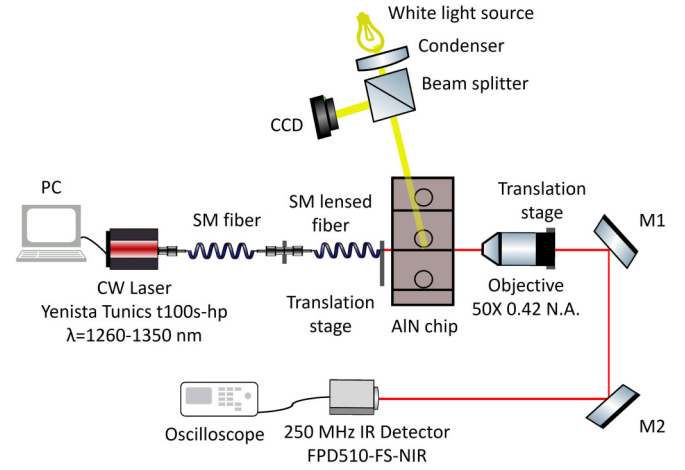 White light source
Condenser
Beam splitter
CCD
PC
SM fiber
SM lensed
fiber
Translation
stage
M1
CW Laser
Yenista Tunics t100s-hp
λ=1260-1350 nm
Translation
stage
AlN chip
Objective
50X 0.42 N.A.
Oscilloscope
250 MHz IR Detector
FPD510-FS-NIR
M2